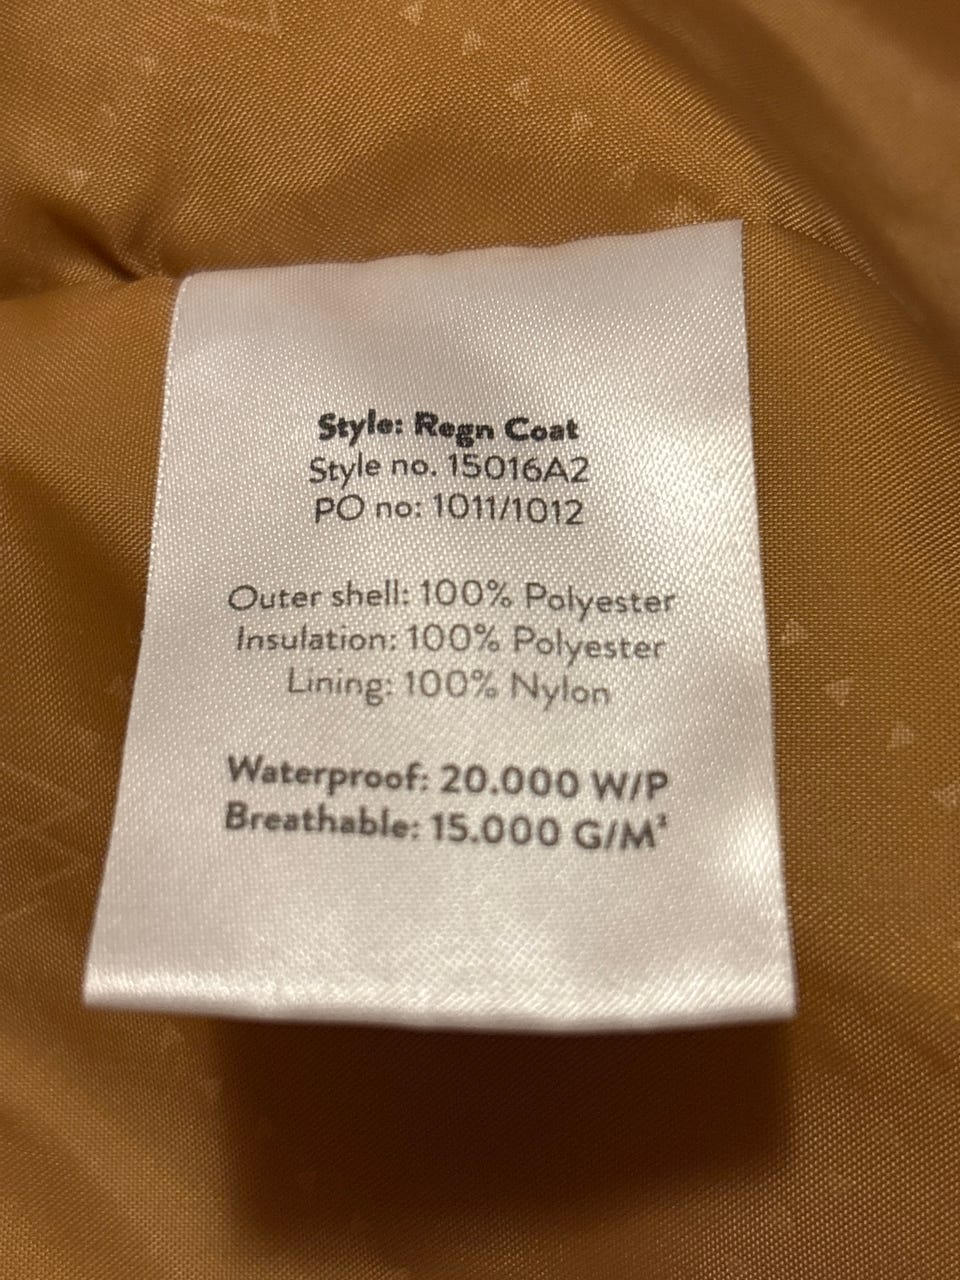 Style: Regn Coat
Style no. 15016A2
PO no: 1011/1012
Outer shell: 100% Polyester
Insulation: 100% Polyester
Lining: 100% Nylon
Waterproof: 20.000 W/P
Breathable: 15.000 G/M²